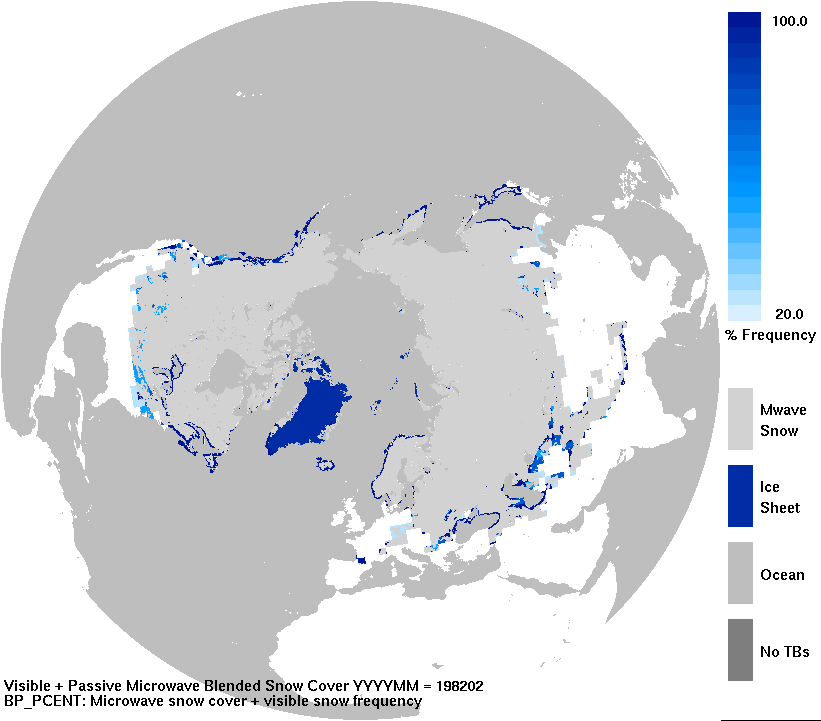 100.0
20.0
% Frequency
Mwave
Snow
Ice
Sheet
Ocean
No TBs
Visible + Passive Microwave Blended Snow Cover YYYYMM = 198202
BP_PCENT: Microwave snow cover + visible snow frequency